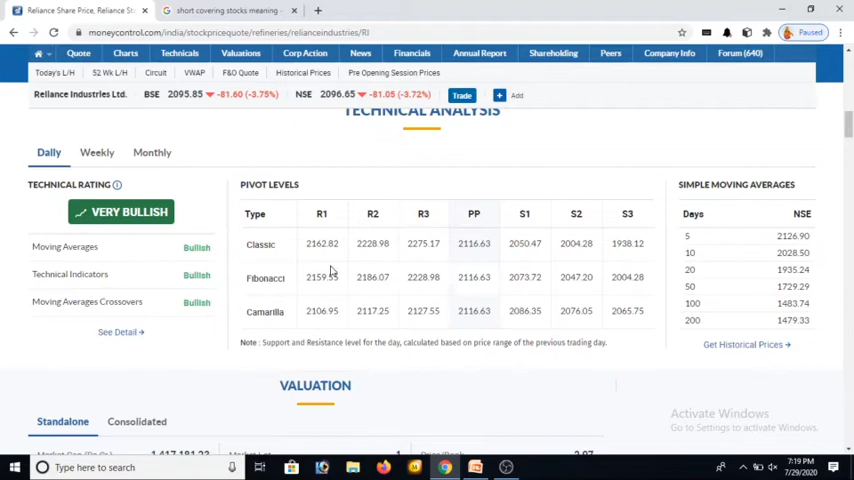 Reliance Share Price, Reliance Sto
short covering stocks meaning -
moneycontrol.com/india/stockpricequote/refineries/relianceindustries/RI
Paused
Quote Charts Technicals Valuations Corp Action News Financials Annual Report Shareholding Peers Company Info Forum (640)
Today's L/H 52 Wk L/H Circuit VWAP F&O Quote Historical Prices Pre Opening Session Prices
Reliance Industries Ltd. BSE 2095.85 -81.60 (-3.75%) NSE 2096.65 -81.05 (-3.72%) Trade + Add
TECHNICAL ANALYSIS
Daily Weekly Monthly
TECHNICAL RATING
VERY BULLISH
Moving Averages Bullish
Technical Indicators Bullish
Moving Averages Crossovers Bullish
See Detail
PIVOT LEVELS
Type R1 R2 R3 PP S1 S2 S3
Classic 2162.82 2228.98 2275.17 2116.63 2050.47 2004.28 1938.12
Fibonacci 2159.55 2186.07 2228.98 2116.63 2073.72 2047.20 2004.28
Camarilla 2106.95 2117.25 2127.55 2116.63 2086.35 2076.05 2065.75
Note : Support and Resistance level for the day, calculated based on price range of the previous trading day.
SIMPLE MOVING AVERAGES
Days NSE
5 2126.90
10 2028.50
20 1935.24
50 1729.29
100 1483.74
200 1479.33
Get Historical Prices
VALUATION
Standalone Consolidated
Activate Windows
Go to Settings to activate Windows.
Type here to search
7:19 PM
7/29/2020